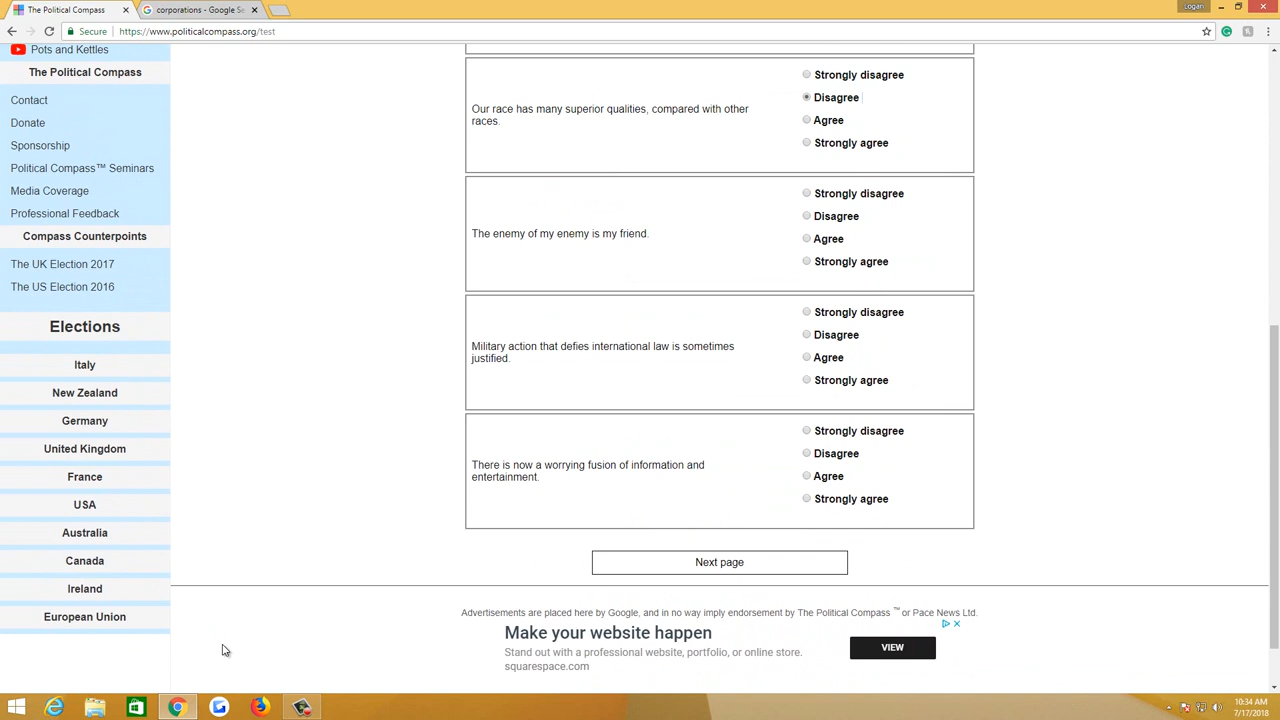 The Political Compass
corporations - Google Se
Logan
Secure
https://www.politicalcompass.org/test
Pots and Kettles
The Political Compass
Contact
Donate
Sponsorship
Political Compass™ Seminars
Media Coverage
Professional Feedback
Compass Counterpoints
The UK Election 2017
The US Election 2016
Elections
Italy
New Zealand
Germany
United Kingdom
France
USA
Australia
Canada
Ireland
European Union
Our race has many superior qualities, compared with other
races.
Strongly disagree
Disagree
Agree
Strongly agree
The enemy of my enemy is my friend.
Strongly disagree
Disagree
Agree
Strongly agree
Military action that defies international law is sometimes
justified.
Strongly disagree
Disagree
Agree
Strongly agree
There is now a worrying fusion of information and
entertainment.
Strongly disagree
Disagree
Agree
Strongly agree
Next page
Advertisements are placed here by Google, and in no way imply endorsement by The Political Compass ™ or Pace News Ltd.
Make your website happen
Stand out with a professional website, portfolio, or online store.
squarespace.com
VIEW
10:34 AM
7/17/2018